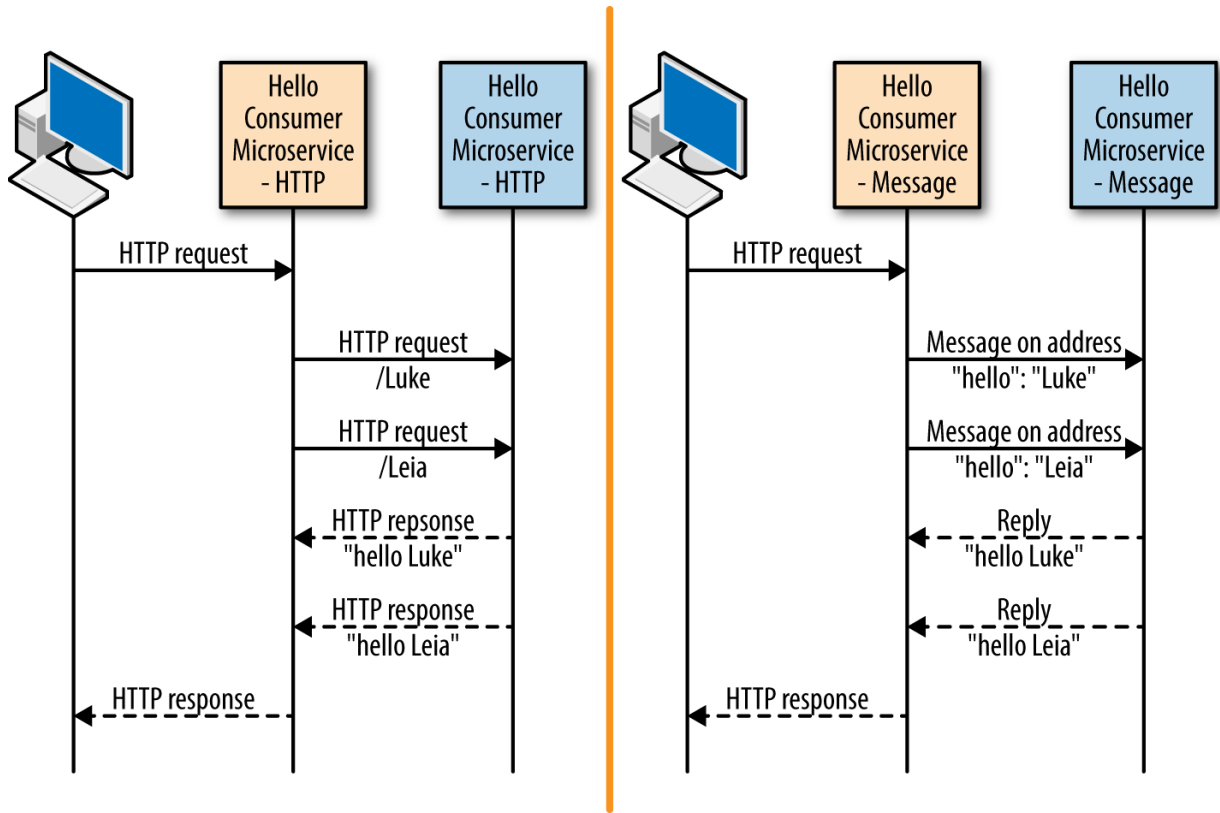 Hello
Consumer
Microservice
- HTTP
Hello
Consumer
Microservice
- HTTP
HTTP request
HTTP request
/Luke
HTTP request
/Leia
HTTP repsonse
"hello Luke"
HTTP response
"hello Leia"
HTTP response
Hello
Consumer
Microservice
- Message
Hello
Consumer
Microservice
- Message
HTTP request
Message on address
"hello": "Luke"
Message on address
"hello": "Leia"
Reply
"hello Luke"
Reply
"hello Leia"
HTTP response